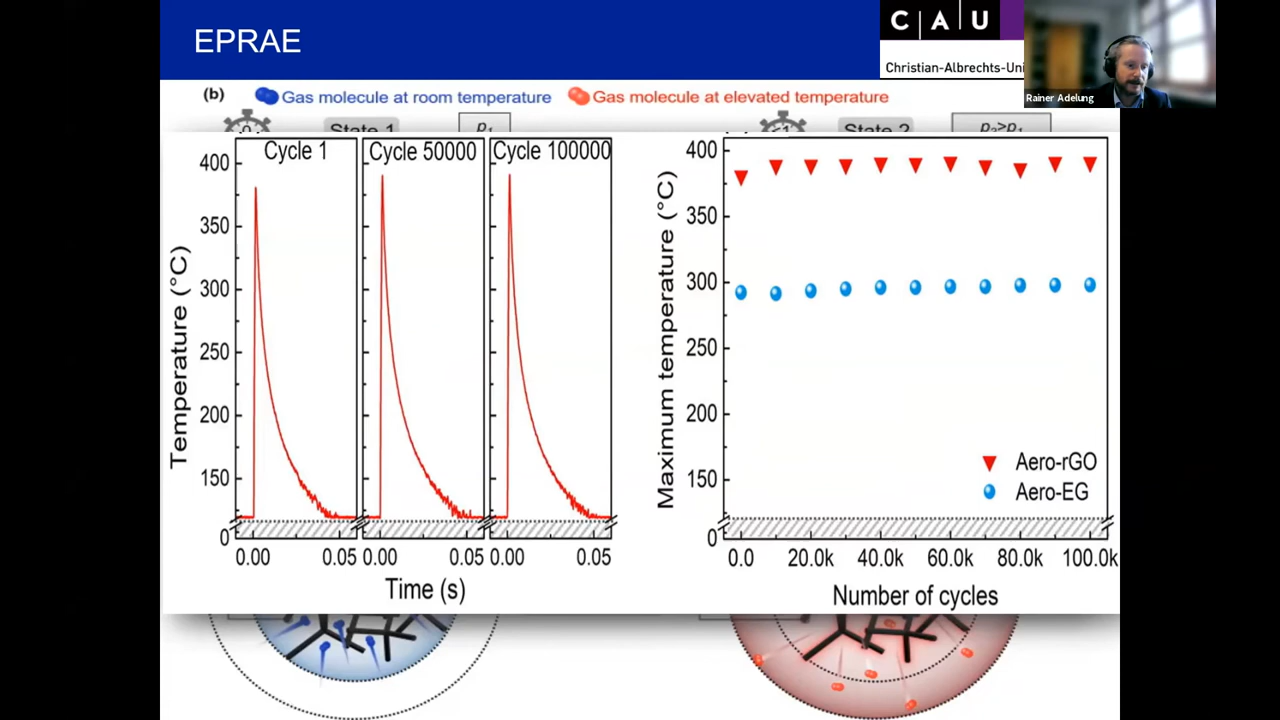 EPRAE
C A U
Christian-Albrechts-Uni
Rainer Adelung
(b) Gas molecule at room temperature Gas molecule at elevated temperature
State 1 p₁ State 2 p₂>p₁
Cycle 1 Cycle 50000 Cycle 100000
Temperature (°C)
400
350
300
250
200
150
0
0.00 0.05 0.00 0.05 0.00 0.05
Time (s)
Maximum temperature (°C)
400
350
300
250
200
150
0
Aero-rGO
Aero-EG
0.0 20.0k 40.0k 60.0k 80.0k 100.0k
Number of cycles